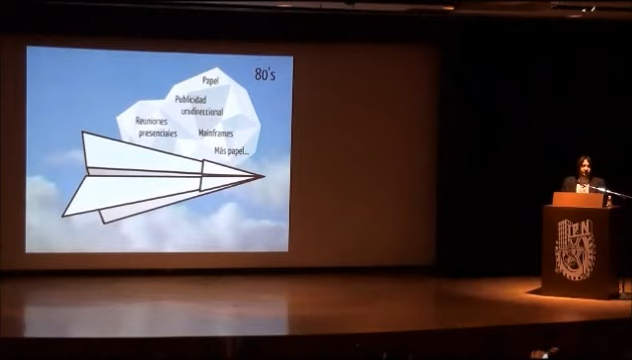 80's
Papel
Publicidad
unidireccional
Reuniones
presenciales
Mainframes
Más papel...
IPN